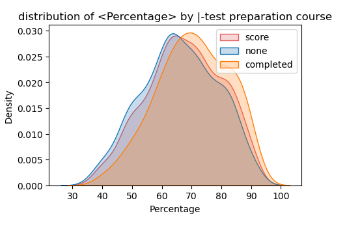 distribution of <Percentage> by |-test preparation course
score
none
completed
Density
0.030
0.025
0.020
0.015
0.010
0.005
0.000
30 40 50 60 70 80 90 100
Percentage